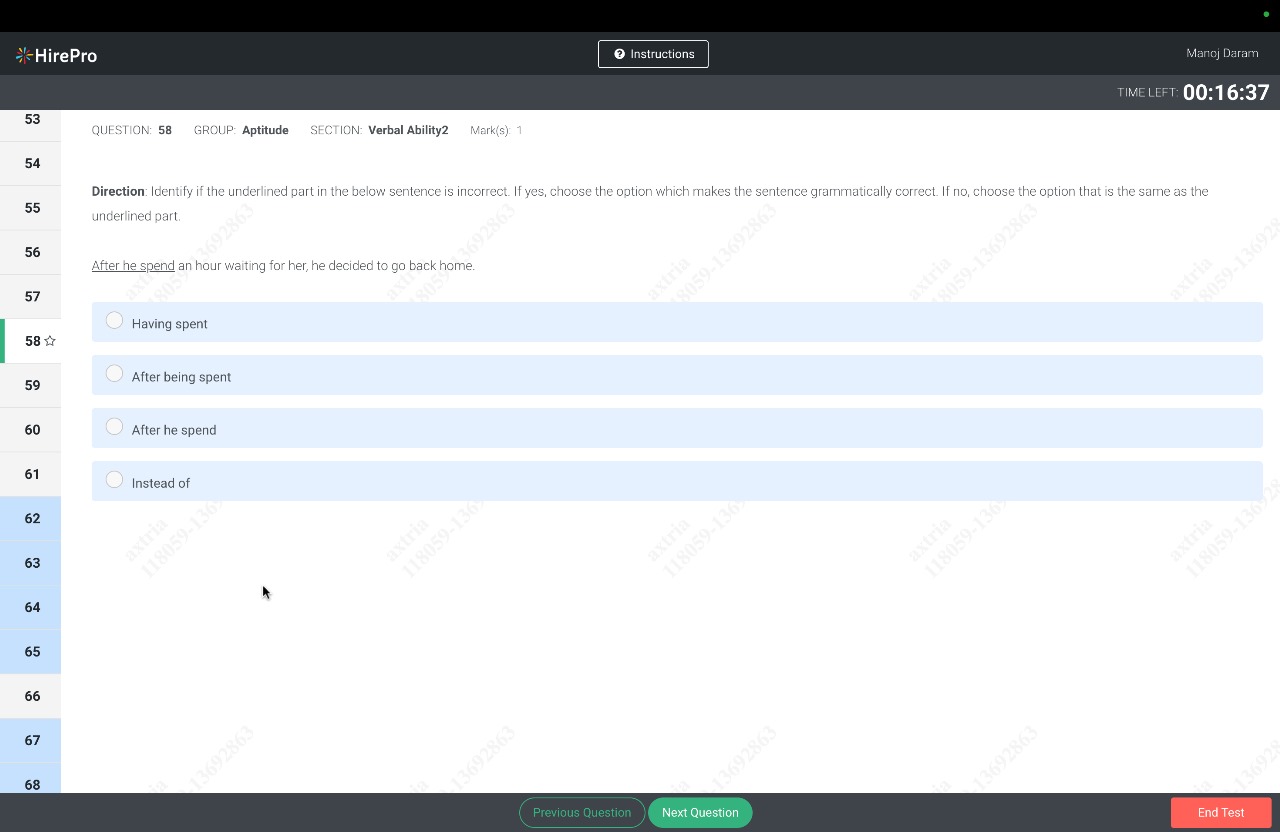 HirePro
Instructions
Manoj Daram
TIME LEFT: 00:16:37
53
54
55
56
57
58
59
60
61
62
63
64
65
66
67
68
QUESTION: 58 GROUP: Aptitude SECTION: Verbal Ability2 Mark(s): 1
Direction: Identify if the underlined part in the below sentence is incorrect. If yes, choose the option which makes the sentence grammatically correct. If no, choose the option that is the same as the
underlined part.
After he spend an hour waiting for her, he decided to go back home.
Having spent
After being spent
After he spend
Instead of
axtria
118059-13692863
Previous Question
Next Question
End Test